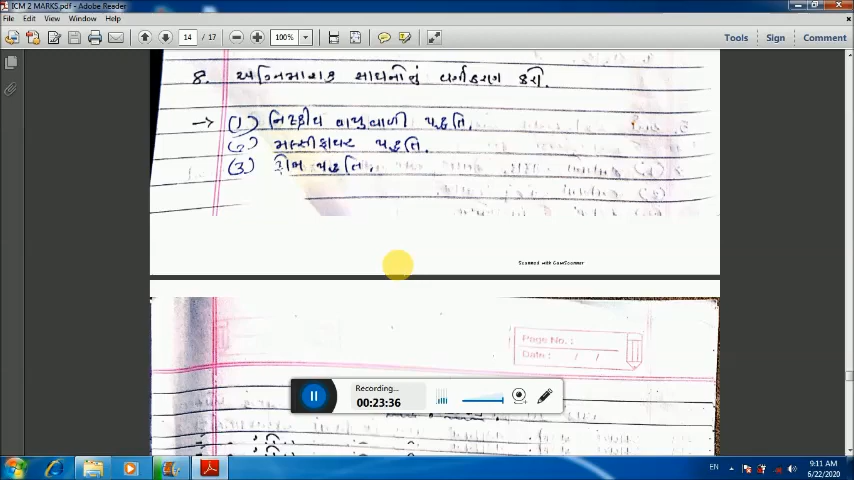 ICM 2 MARKS.pdf - Adobe Reader
File Edit View Window Help
14 / 17 100% Tools Sign Comment
8. અગ્નિશામક સાધનોનું વર્ગીકરણ કરો.
→ (1) નિષ્ક્રીય વાયુવાળી પદ્ધતિ.
(2) મલ્સીફાયર પદ્ધતિ.
(3) ફોમ પદ્ધતિ.
Scanned with CamScanner
Page No. :
Date : / /
Recording...
00:23:36
EN 9:11 AM
6/22/2020